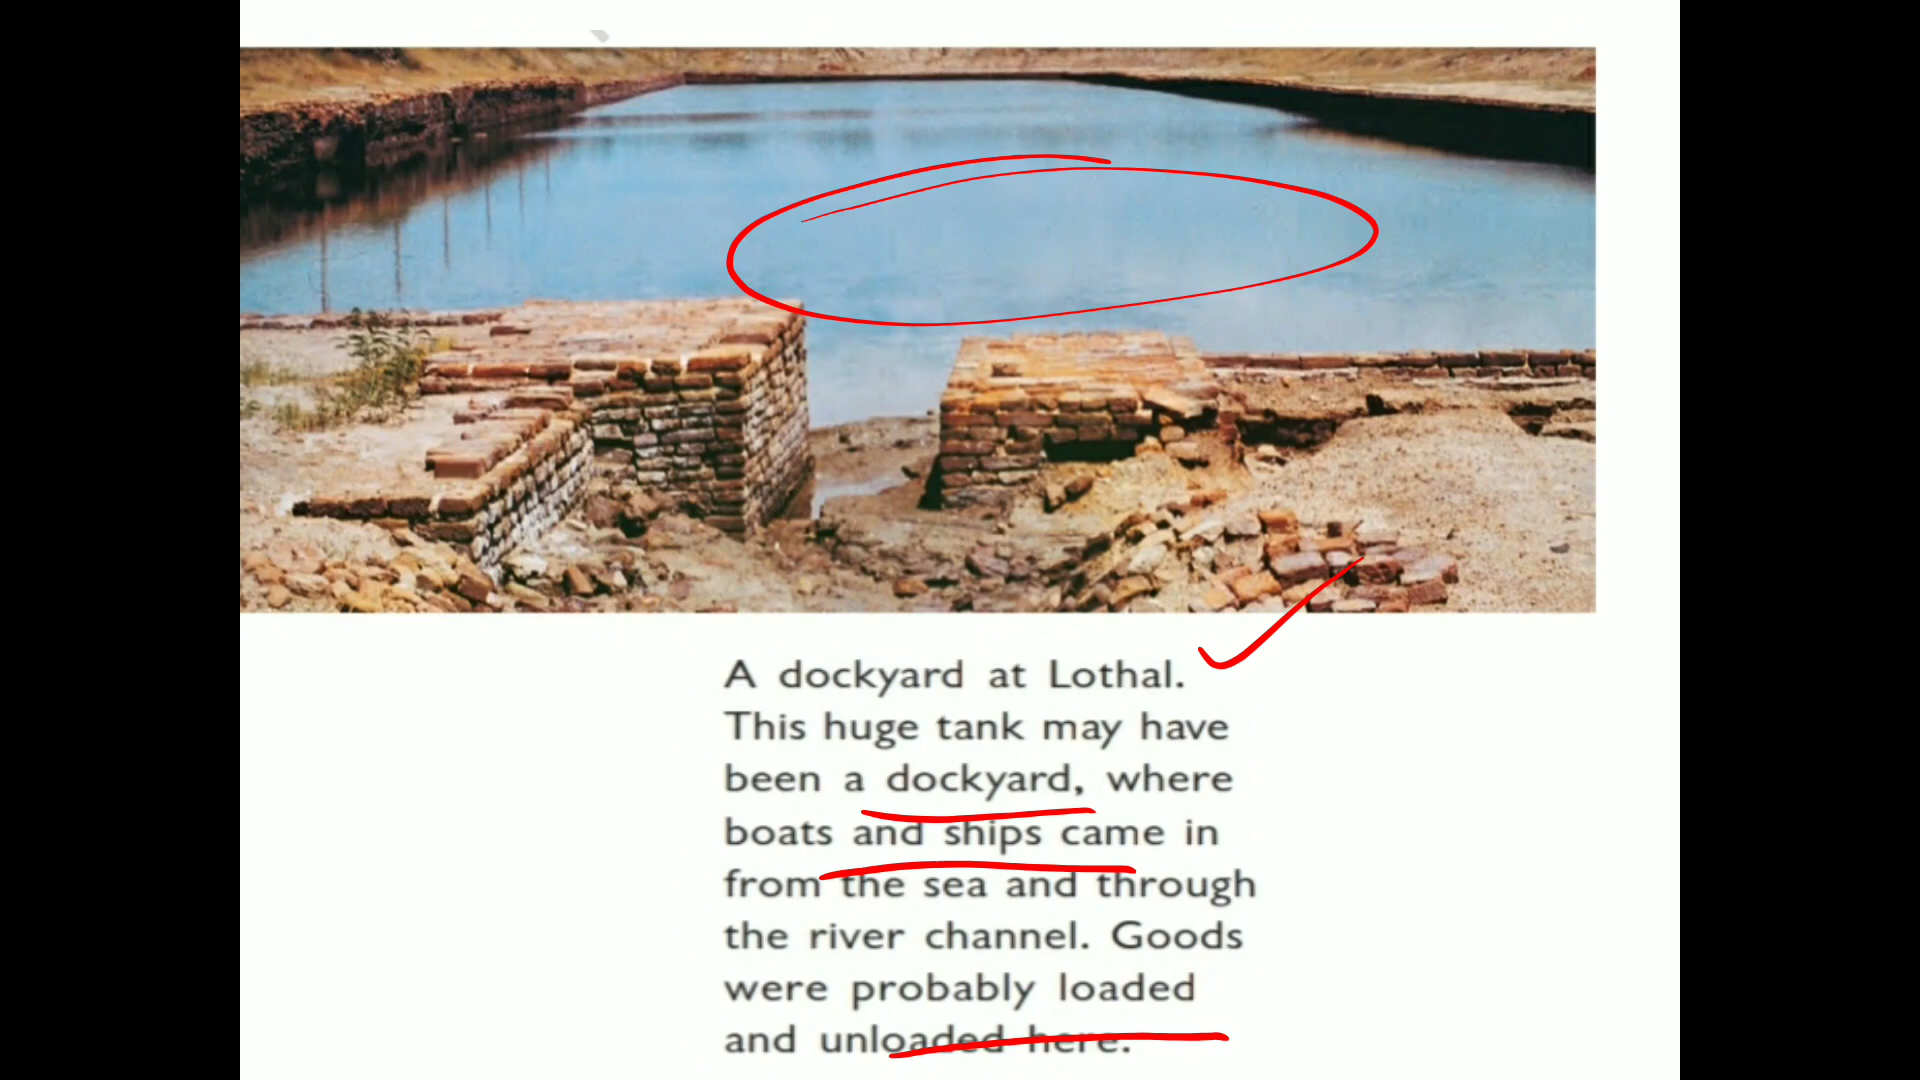 A dockyard at Lothal.
This huge tank may have
been a dockyard, where
boats and ships came in
from the sea and through
the river channel. Goods
were probably loaded
and unloaded here.